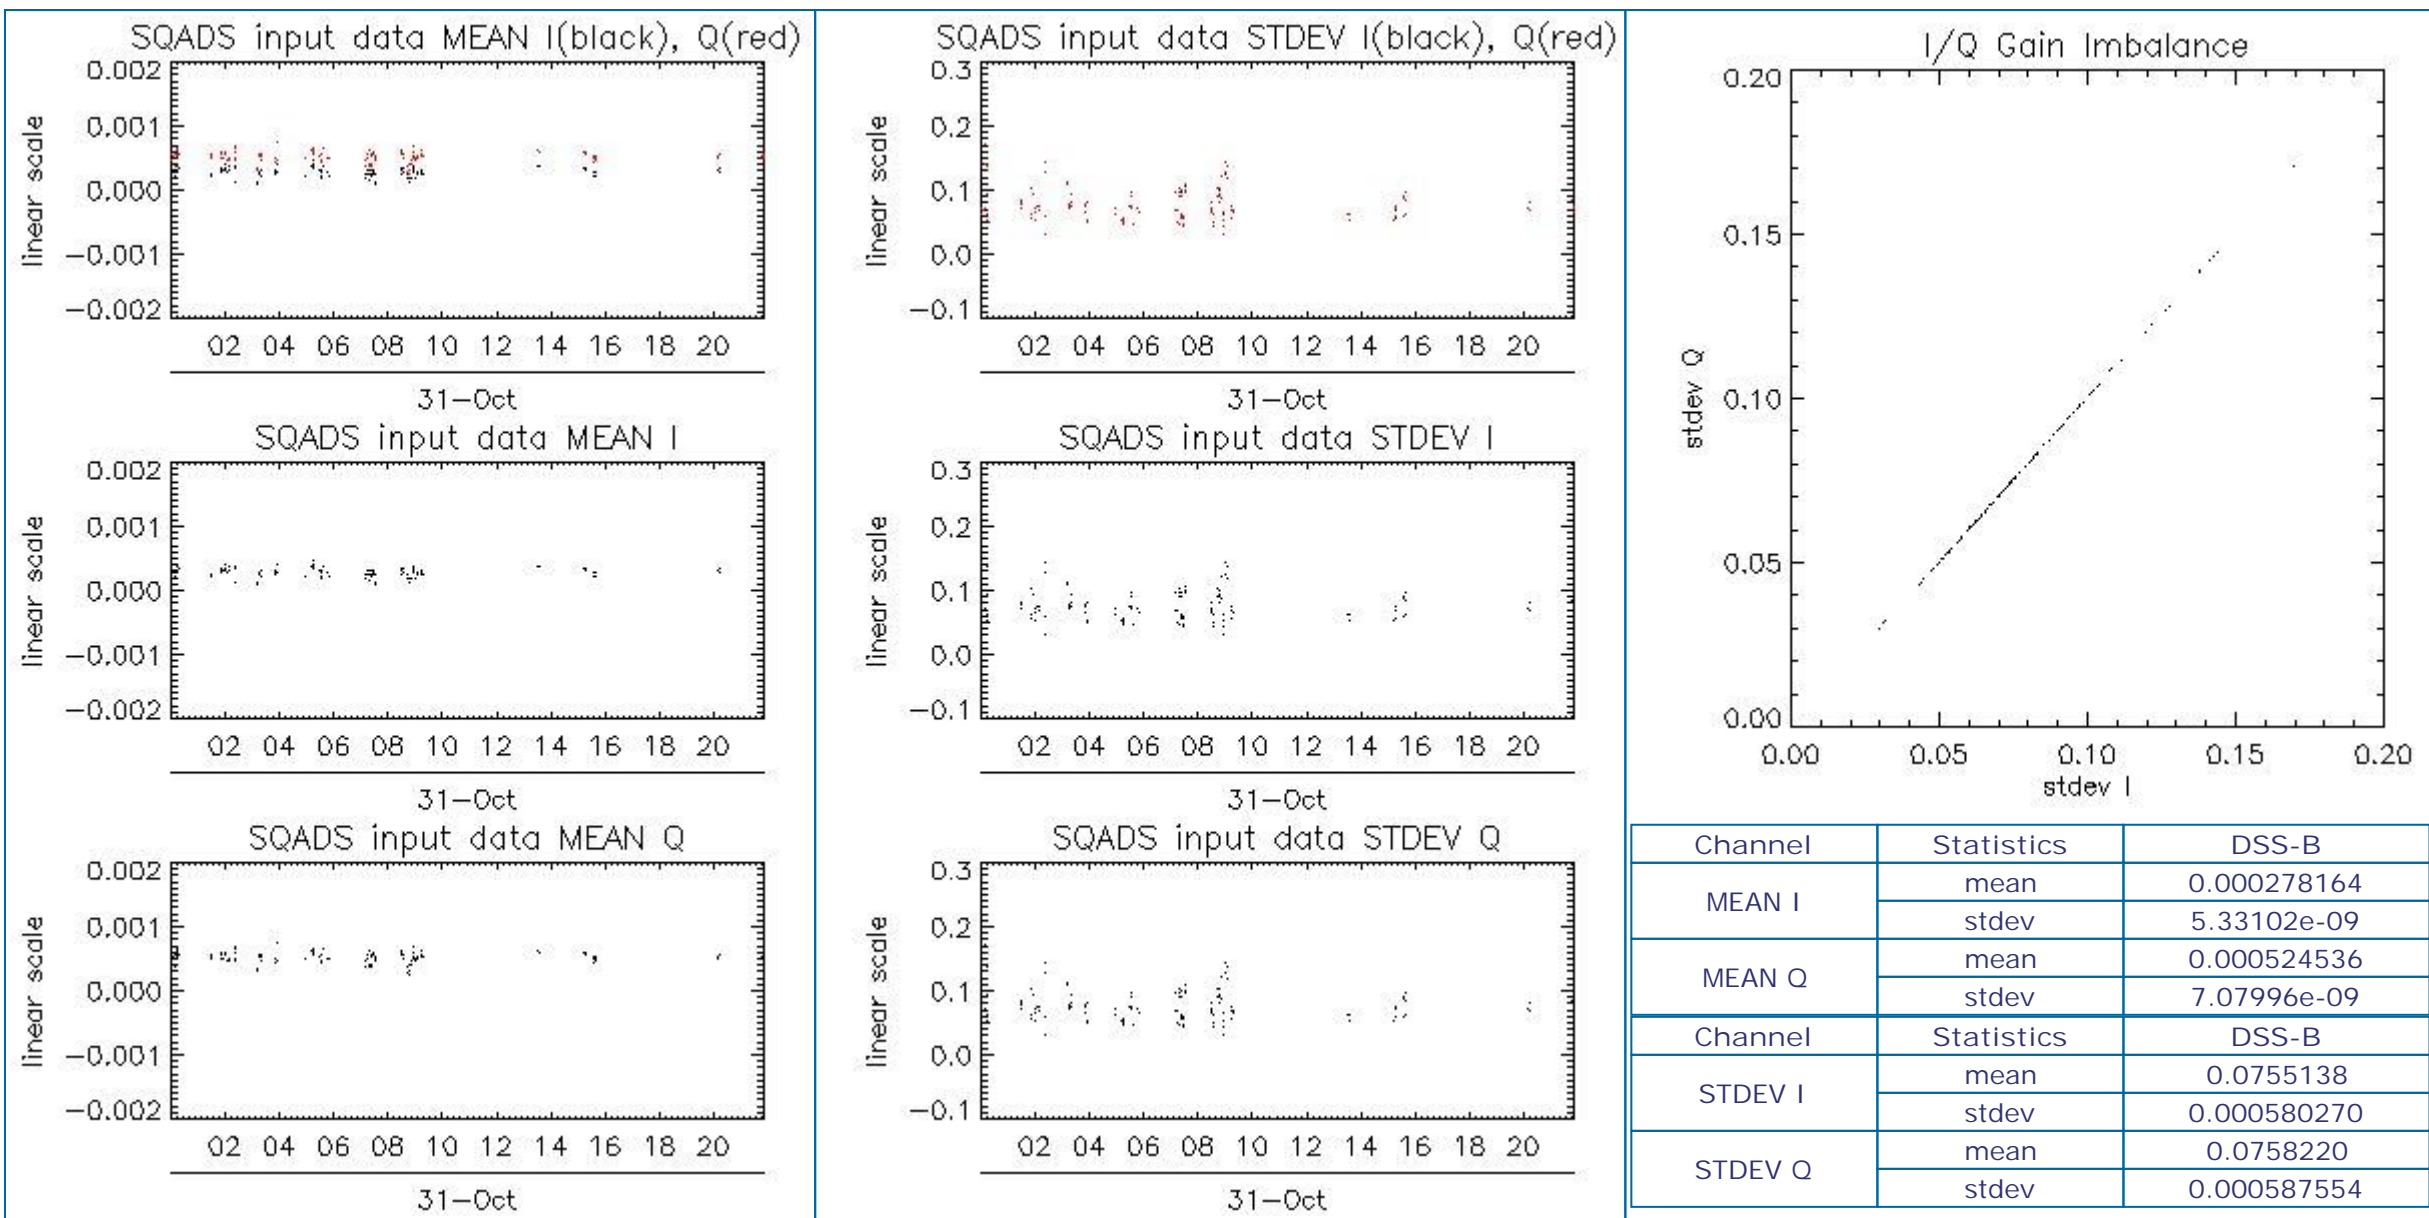 SQADS input data MEAN I(black), Q(red)
0.002
0.001
0.000
-0.001
-0.002
linear scale
02 04 06 08 10 12 14 16 18 20
31-Oct
SQADS input data MEAN I
0.002
0.001
0.000
-0.001
-0.002
linear scale
02 04 06 08 10 12 14 16 18 20
31-Oct
SQADS input data MEAN Q
0.002
0.001
0.000
-0.001
-0.002
linear scale
02 04 06 08 10 12 14 16 18 20
31-Oct
SQADS input data STDEV I(black), Q(red)
0.3
0.2
0.1
0.0
-0.1
linear scale
02 04 06 08 10 12 14 16 18 20
31-Oct
SQADS input data STDEV I
0.3
0.2
0.1
0.0
-0.1
linear scale
02 04 06 08 10 12 14 16 18 20
31-Oct
SQADS input data STDEV Q
0.3
0.2
0.1
0.0
-0.1
linear scale
02 04 06 08 10 12 14 16 18 20
31-Oct
I/Q Gain Imbalance
0.20
0.15
0.10
0.05
0.00
stdev Q
0.00 0.05 0.10 0.15 0.20
stdev I
Channel Statistics DSS-B
MEAN I mean 0.000278164
stdev 5.33102e-09
MEAN Q mean 0.000524536
stdev 7.07996e-09
Channel Statistics DSS-B
STDEV I mean 0.0755138
stdev 0.000580270
STDEV Q mean 0.0758220
stdev 0.000587554